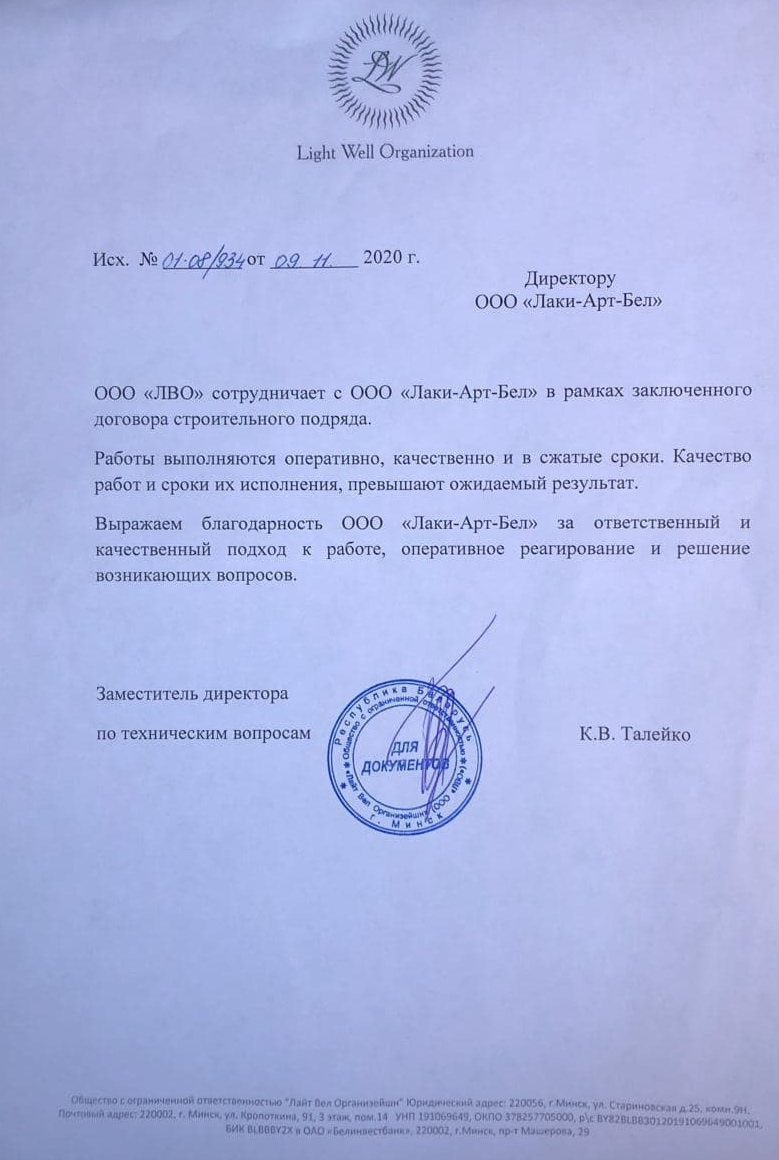 LW
Light Well Organization
Исх. № 01-08/934 от 09 11. 2020 г.
Директору
ООО «Лаки-Арт-Бел»
ООО «ЛВО» сотрудничает с ООО «Лаки-Арт-Бел» в рамках заключенного
договора строительного подряда.
Работы выполняются оперативно, качественно и в сжатые сроки. Качество
работ и сроки их исполнения, превышают ожидаемый результат.
Выражаем благодарность ООО «Лаки-Арт-Бел» за ответственный и
качественный подход к работе, оперативное реагирование и решение
возникающих вопросов.
Заместитель директора
по техническим вопросам
К.В. Талейко
Республика Беларусь
Общество с ограниченной ответственностью
ДЛЯ
ДОКУМЕНТОВ
«Лайт Вел Организейшн» (ООО «ЛВО»)
г. Минск
Общество с ограниченной ответственностью "Лайт Вел Организейшн" Юридический адрес: 220056, г.Минск, ул. Стариновская д.25, комн.9Н,
Почтовый адрес: 220002, г. Минск, ул. Кропоткина, 91, 3 этаж, пом.14 УНП 191069649, ОКПО 378257705000, р\с BY82BLBB30120191069649001001,
БИК BLBBBY2X в ОАО «Белинвестбанк», 220002, г.Минск, пр-т Машерова, 29